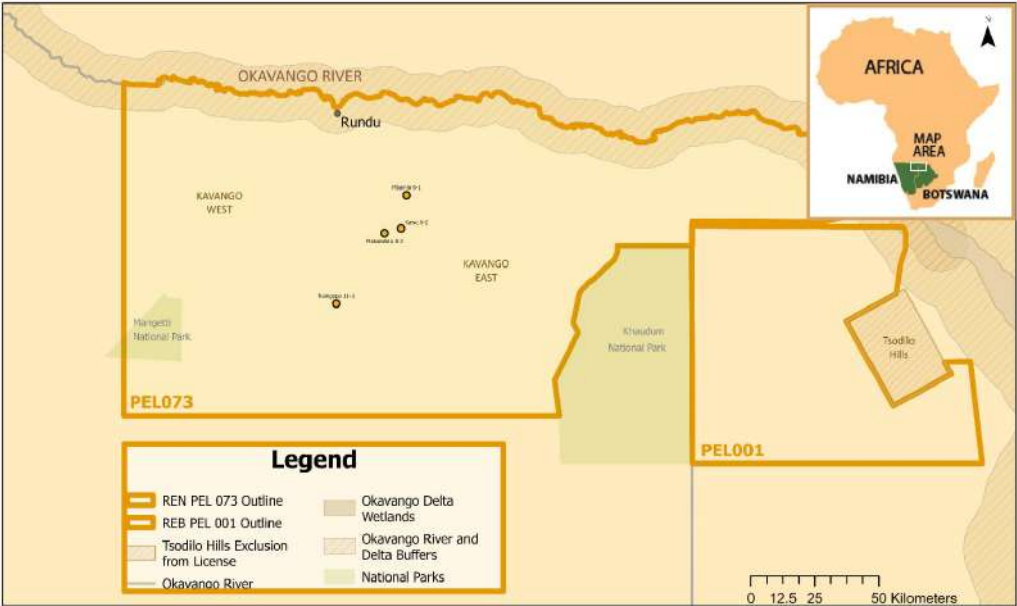 N
AFRICA
MAP
AREA
NAMIBIA
BOTSWANA
OKAVANGO RIVER
Rundu
KAVANGO
WEST
KAVANGO
EAST
Mangetti
National Park
Khaudum
National Park
Tsodilo
Hills
PEL073
PEL001
Legend
REN PEL 073 Outline
REB PEL 001 Outline
Tsodilo Hills Exclusion
from License
Okavango River
Okavango Delta
Wetlands
Okavango River and
Delta Buffers
National Parks
0 12.5 25 50 Kilometers